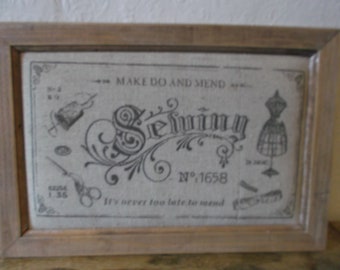 MAKE DO AND MEND
Sewing
No: 1658
It's never too late to mend